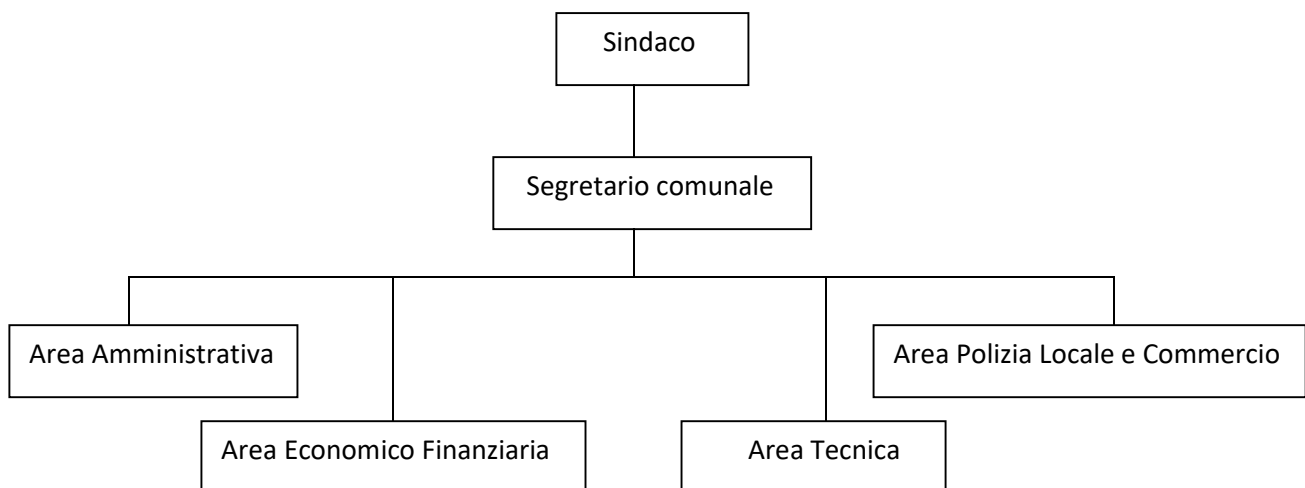 Sindaco
Segretario comunale
Area Amministrativa
Area Polizia Locale e Commercio
Area Economico Finanziaria
Area Tecnica